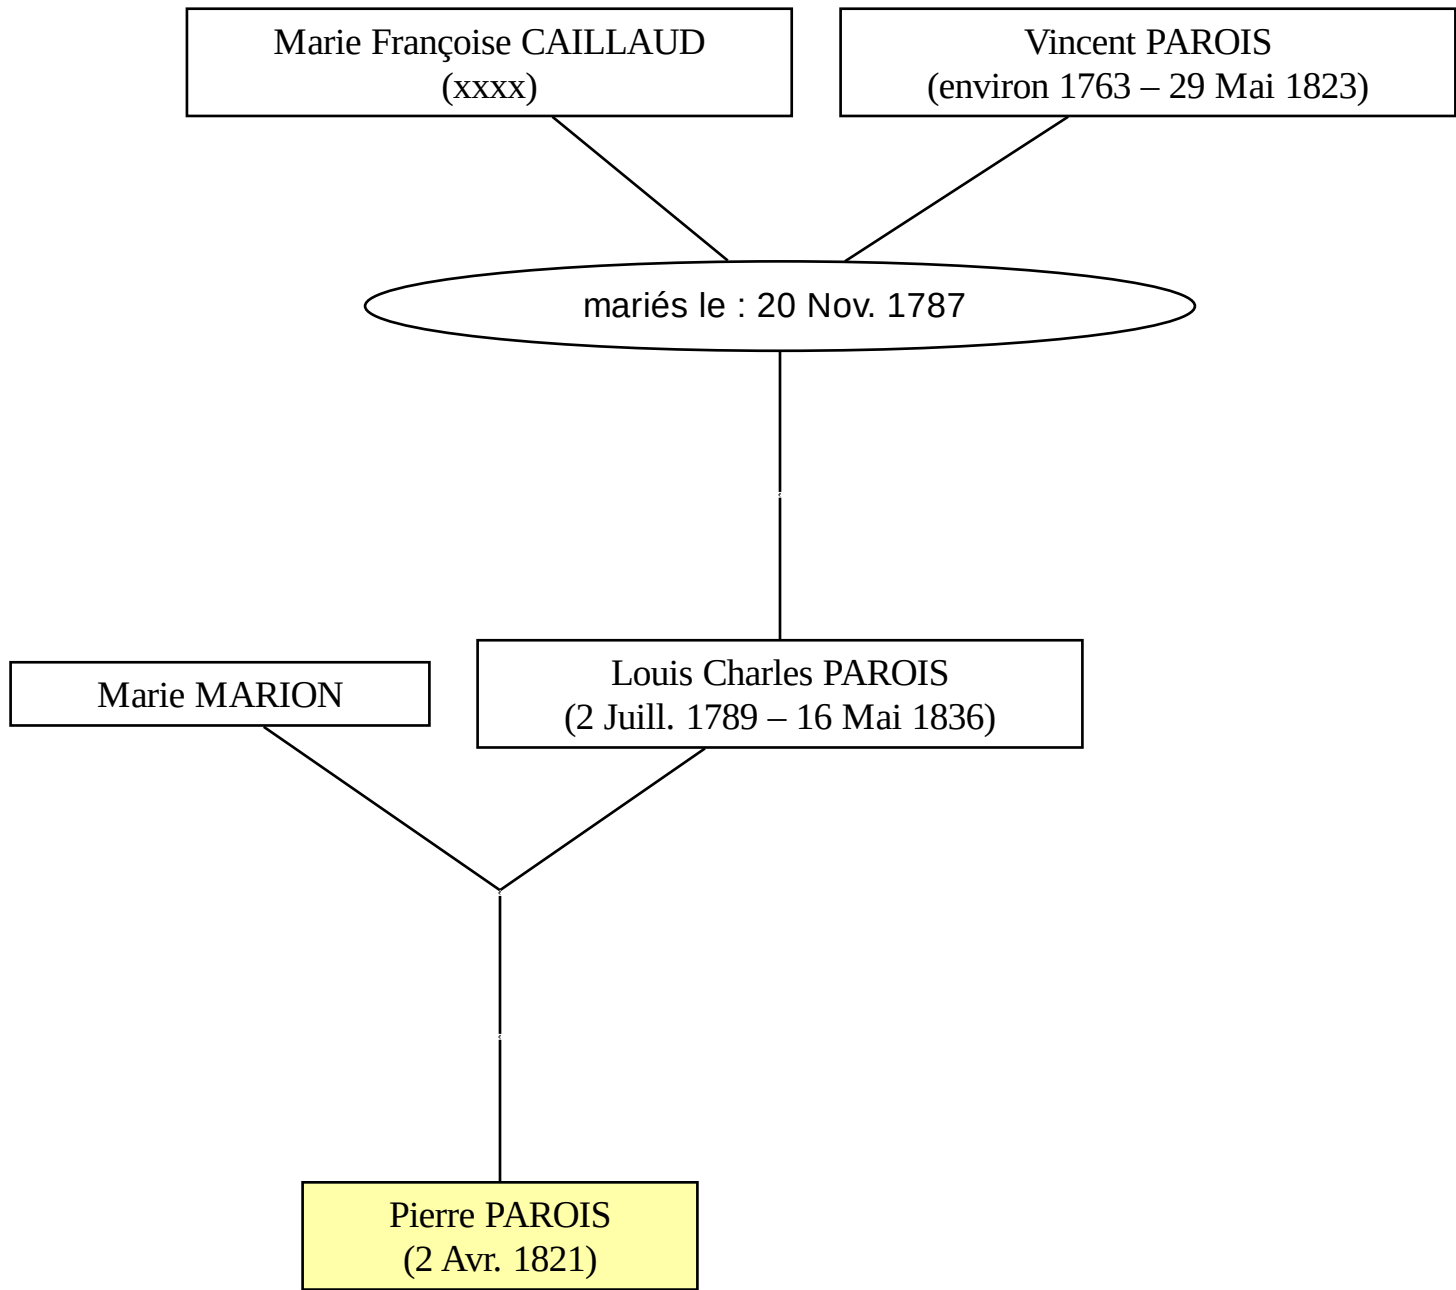 Marie Françoise CAILLAUD
(xxxx)
Vincent PAROIS
(environ 1763 – 29 Mai 1823)
mariés le : 20 Nov. 1787
Marie MARION
Louis Charles PAROIS
(2 Juill. 1789 – 16 Mai 1836)
Pierre PAROIS
(2 Avr. 1821)